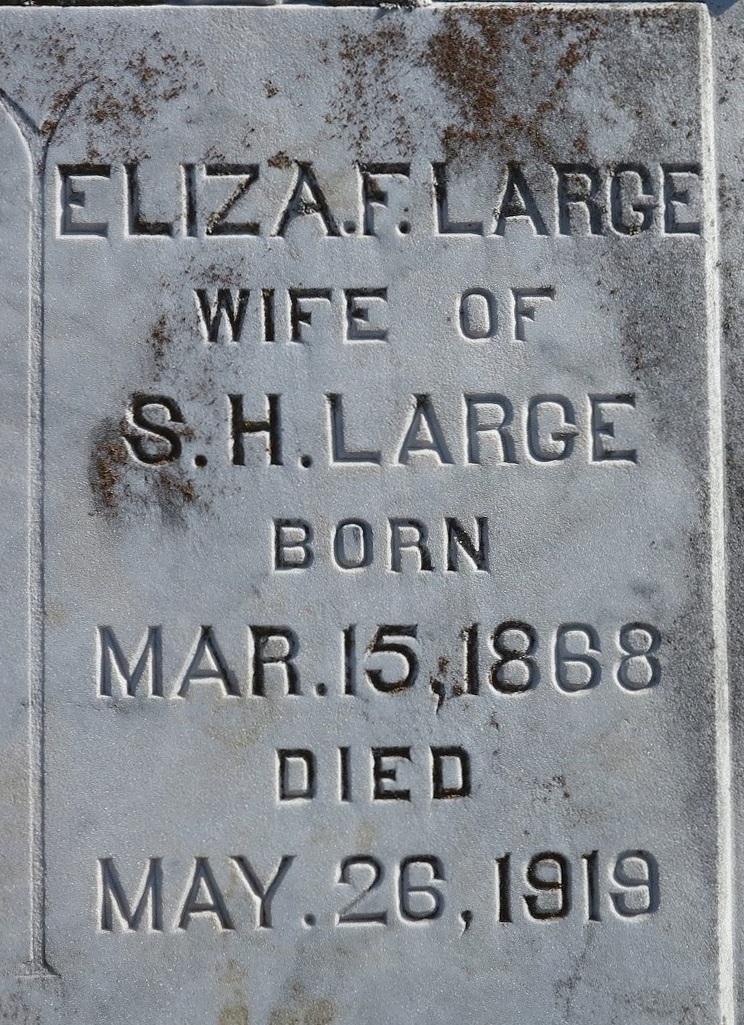 ELIZA.F.LARGE
WIFE OF
S.H.LARGE
BORN
MAR.15,1868
DIED
MAY.26,1919